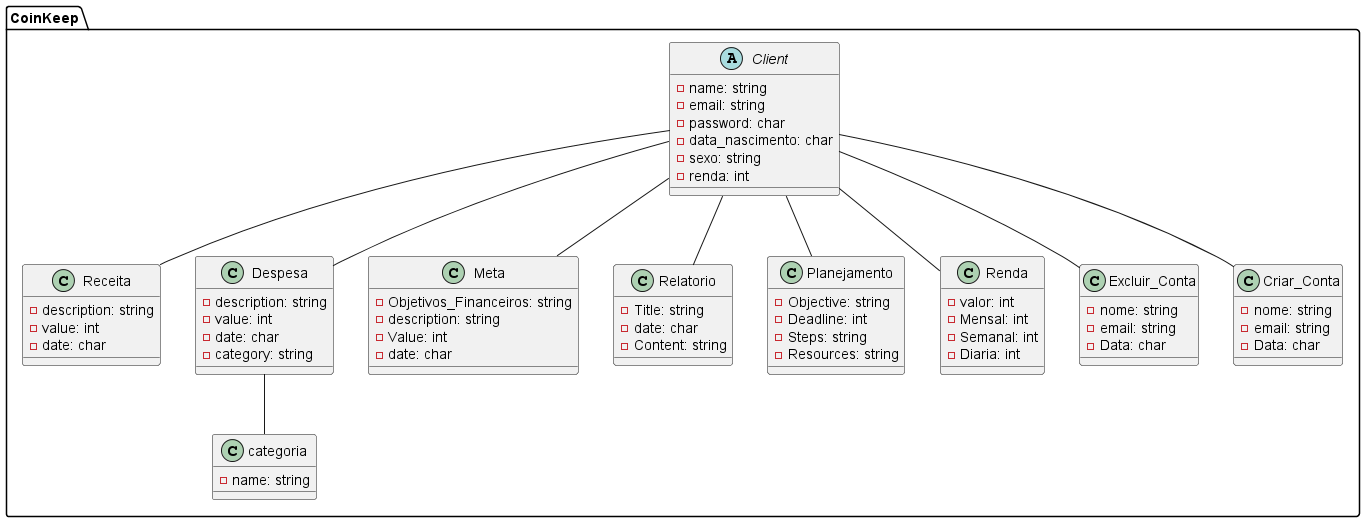 CoinKeep
A Client
name: string
email: string
password: char
data_nascimento: char
sexo: string
renda: int
C Receita
description: string
value: int
date: char
C Despesa
description: string
value: int
date: char
category: string
C Meta
Objetivos_Financeiros: string
description: string
Value: int
date: char
C Relatorio
Title: string
date: char
Content: string
C Planejamento
Objective: string
Deadline: int
Steps: string
Resources: string
C Renda
valor: int
Mensal: int
Semanal: int
Diaria: int
C Excluir_Conta
nome: string
email: string
Data: char
C Criar_Conta
nome: string
email: string
Data: char
C categoria
name: string